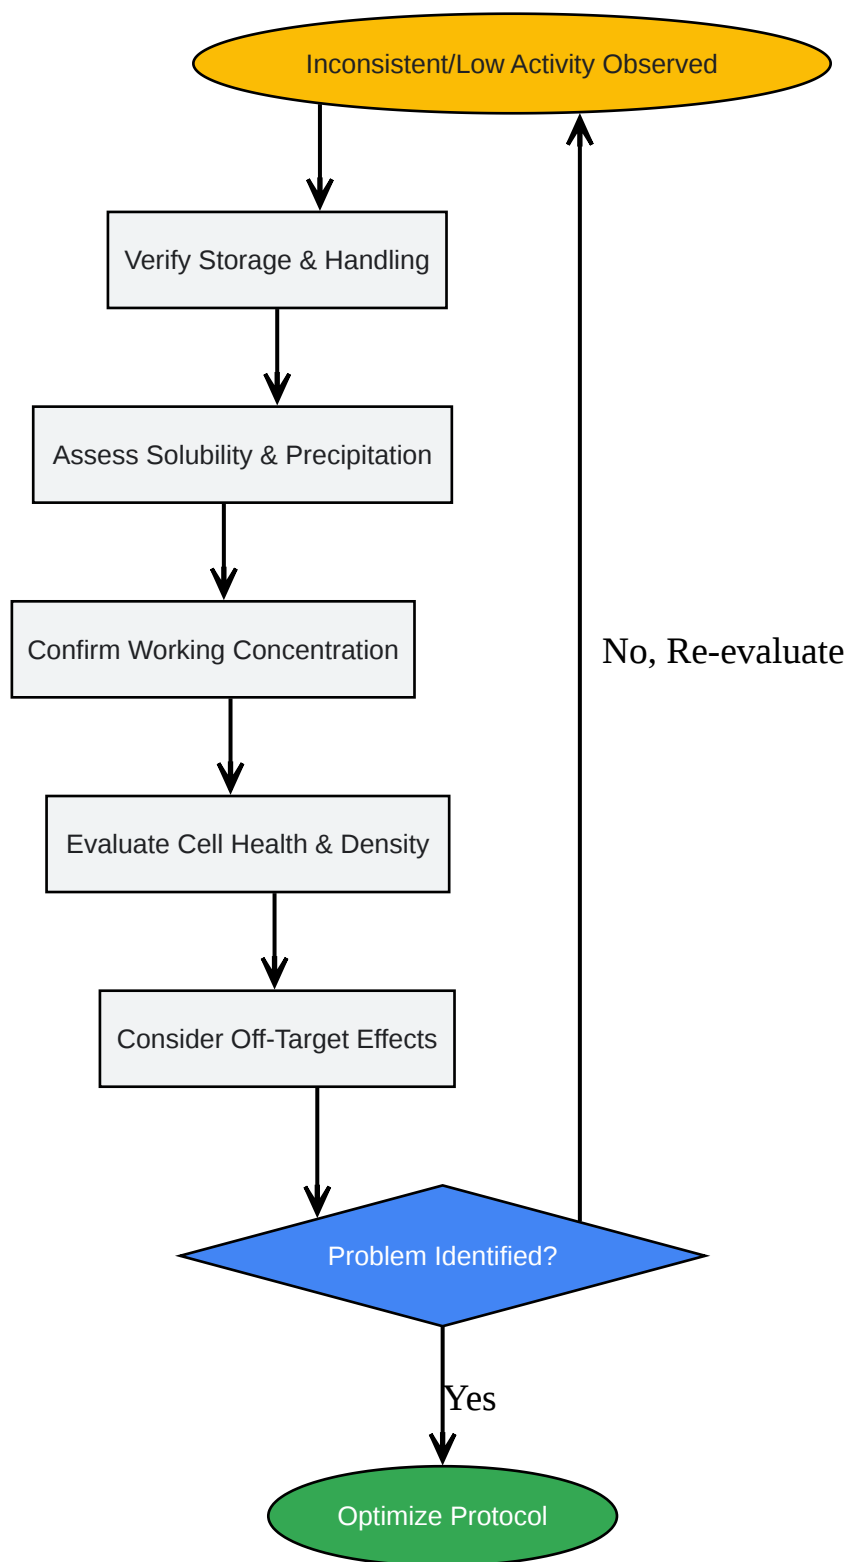 Inconsistent/Low Activity Observed
Verify Storage & Handling
Assess Solubility & Precipitation
Confirm Working Concentration
No, Re-evaluate
Evaluate Cell Health & Density
Consider Off-Target Effects
Problem Identified?
Yes
Optimize Protocol